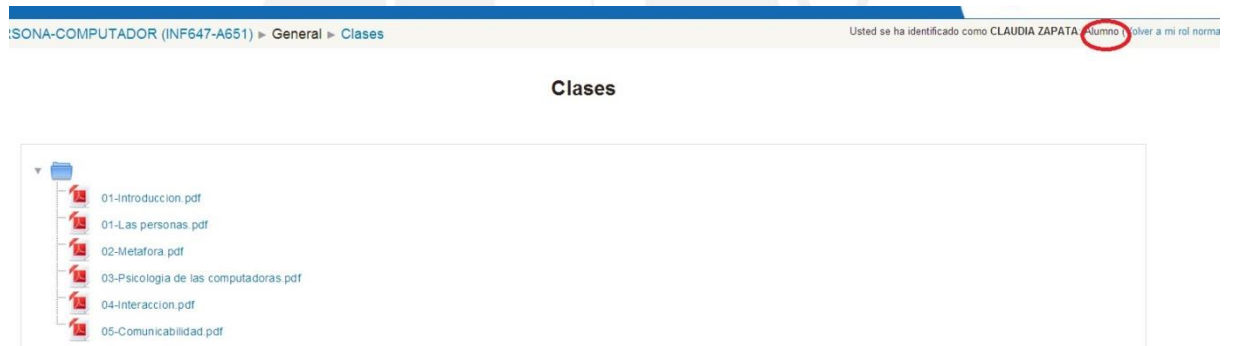 SONA-COMPUTADOR (INF647-A651) ► General ► Clases
Usted se ha identificado como CLAUDIA ZAPATA: Alumno (Volver a mi rol norma
Clases
01-Introduccion.pdf
01-Las personas.pdf
02-Metafora.pdf
03-Psicologia de las computadoras.pdf
04-Interaccion.pdf
05-Comunicabilidad.pdf